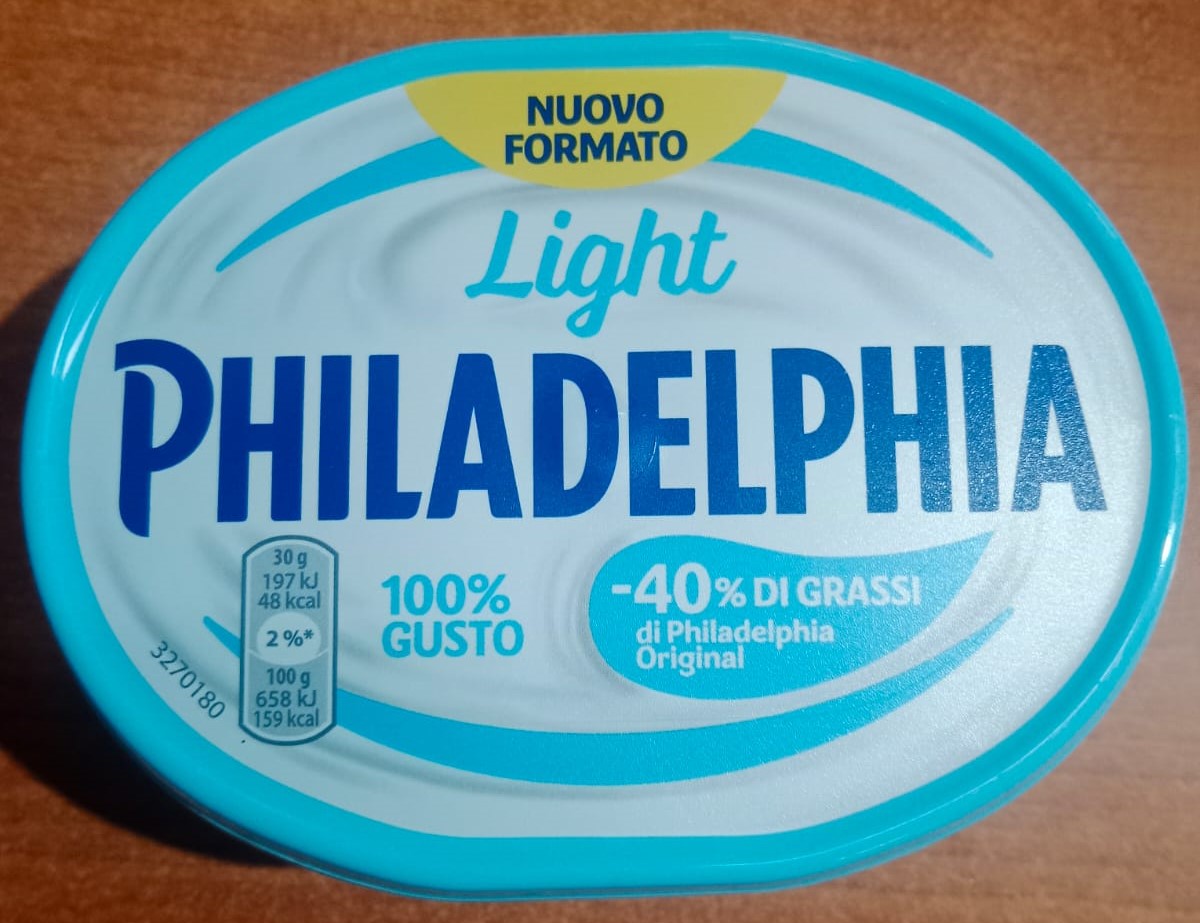 NUOVO
FORMATO
Light
PHILADELPHIA
30 g
197 kJ
48 kcal
2 %*
100 g
658 kJ
159 kcal
100%
GUSTO
-40% DI GRASSI
di Philadelphia
Original
3270180